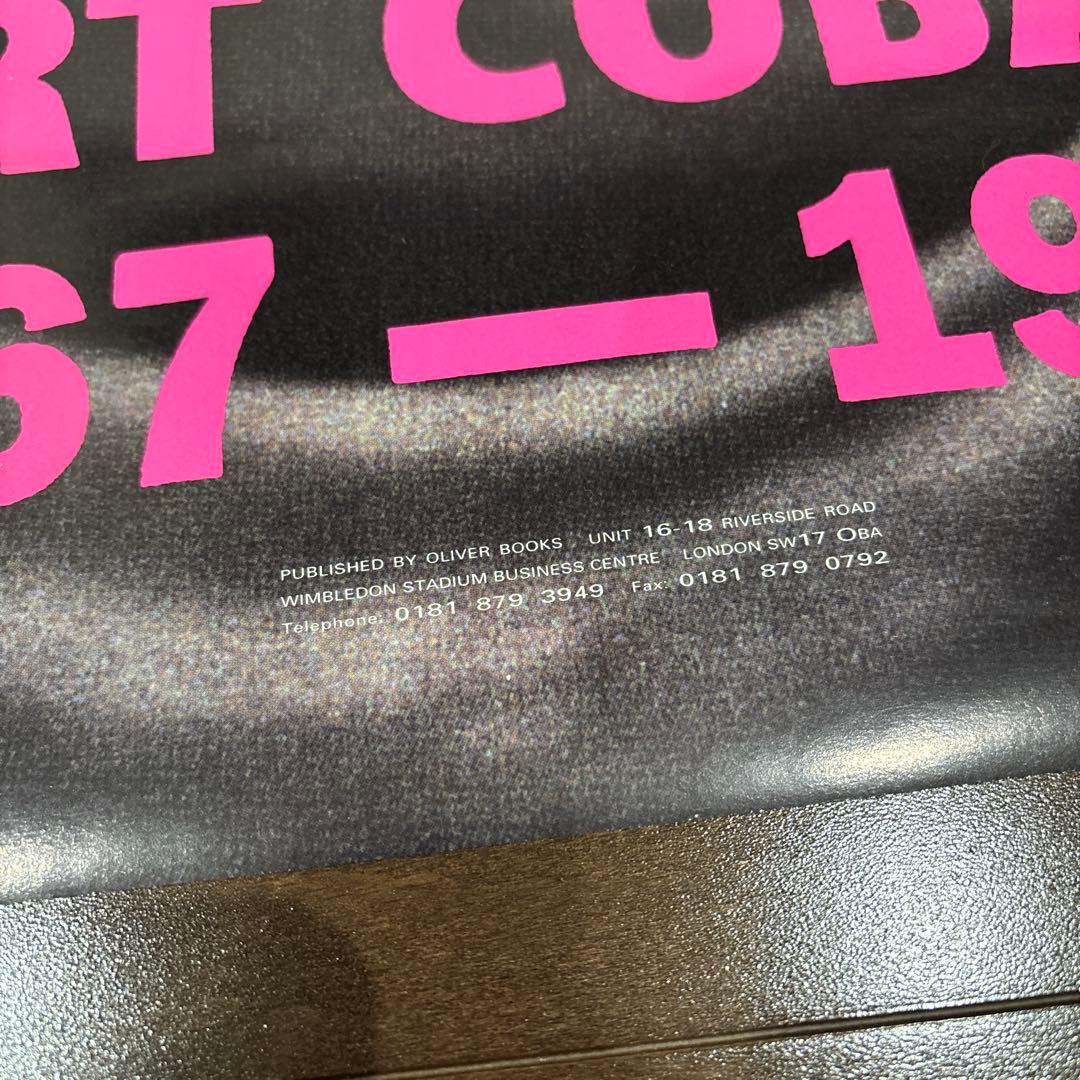 RT COB
67 — 19
PUBLISHED BY OLIVER BOOKS UNIT 16-18 RIVERSIDE ROAD
WIMBLEDON STADIUM BUSINESS CENTRE LONDON SW17 OBA
Telephone: 0181 879 3949 Fax: 0181 879 0792